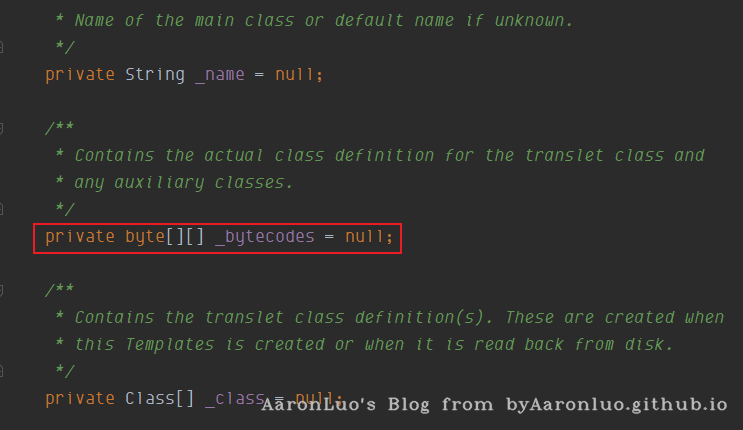 * Name of the main class or default name if unknown.
*/
private String _name = null;
/**
* Contains the actual class definition for the translet class and
* any auxiliary classes.
*/
private byte[][] _bytecodes = null;
/**
* Contains the translet class definition(s). These are created when
* this Templates is created or when it is read back from disk.
*/
private Class[] _class = null;
AaronLuo's Blog from byAaronluo.github.io